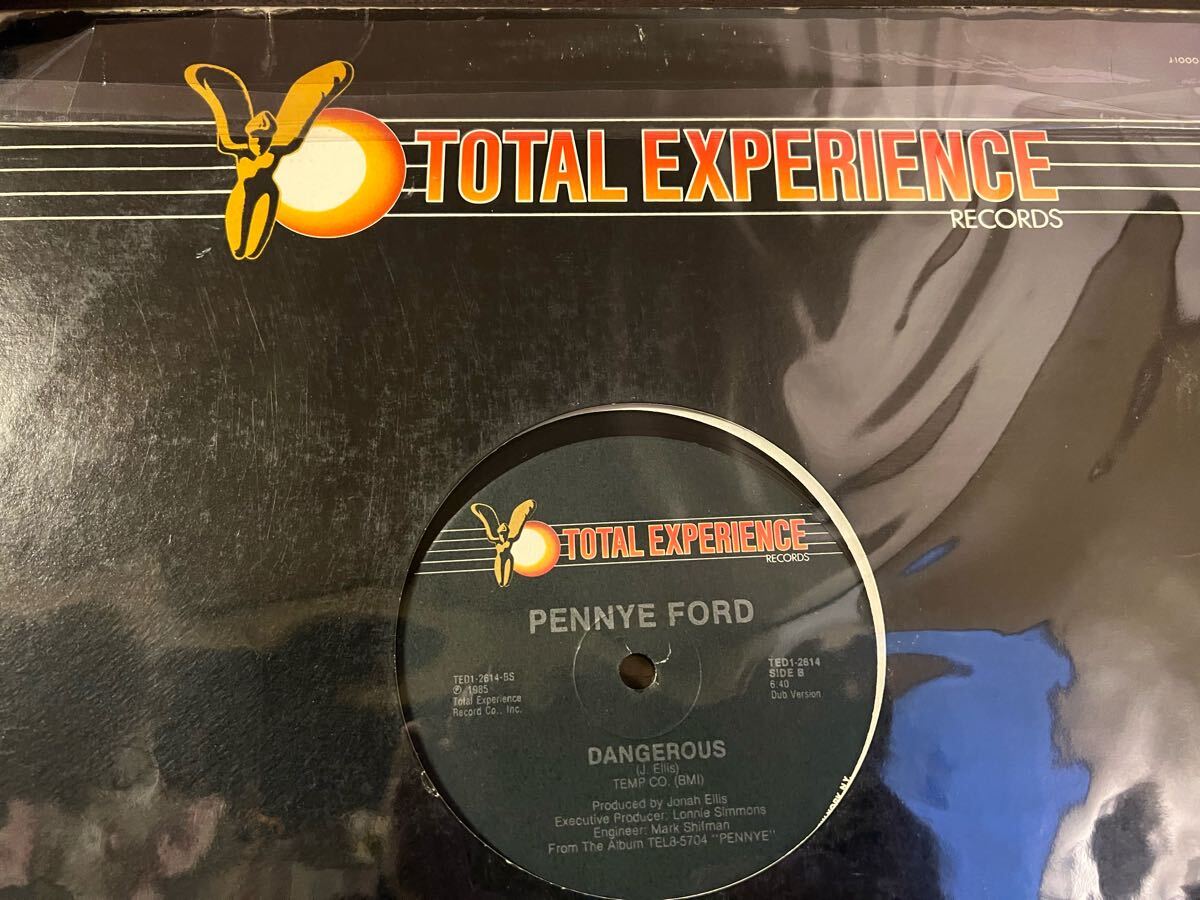 TOTAL EXPERIENCE
RECORDS
TOTAL EXPERIENCE
RECORDS
PENNYE FORD
TED1-2614-BS
℗ 1985
Total Experience
Record Co., Inc.
TED1-2614
SIDE B
6:40
Dub Version
DANGEROUS
(J. Ellis)
TEMP CO. (BMI)
Produced by Jonah Ellis
Executive Producer: Lonnie Simmons
Engineer: Mark Shifman
From The Album TEL8-5704 "PENNYE"